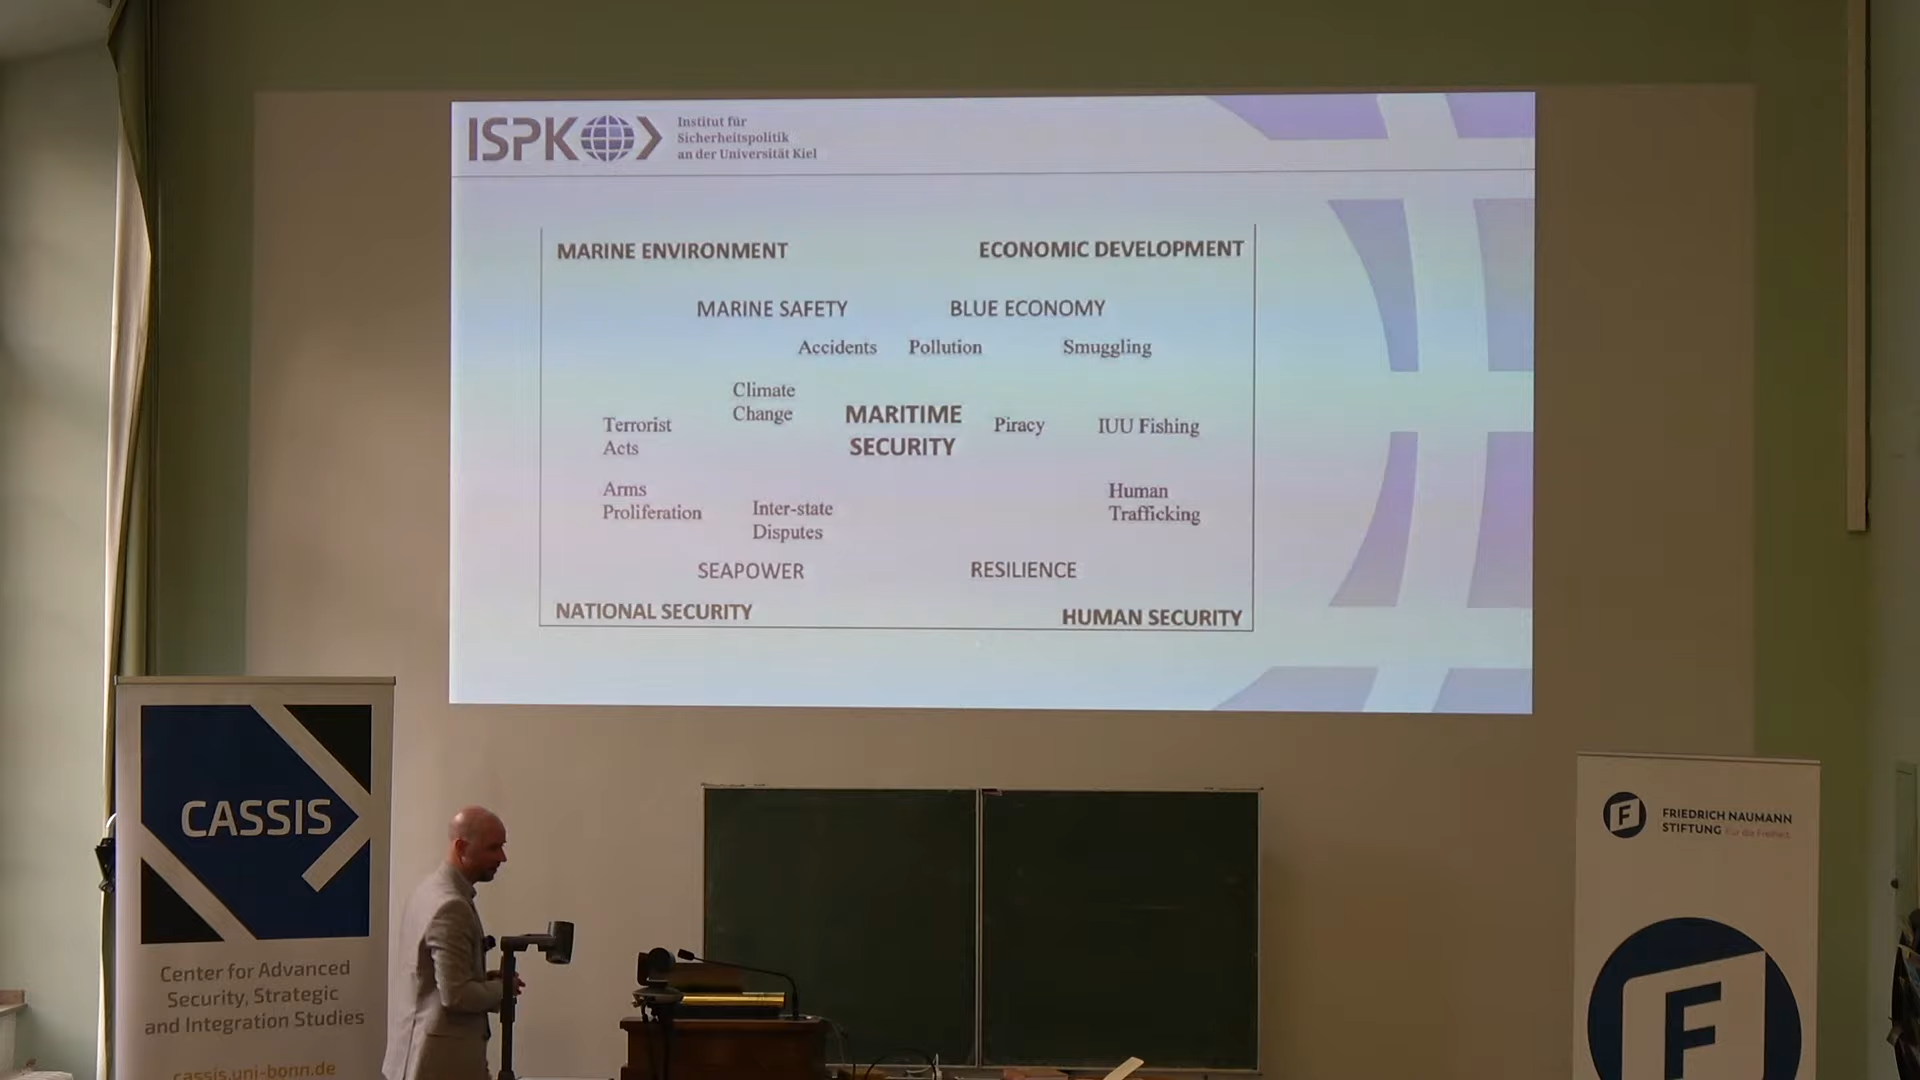 ISPK
Institut für
Sicherheitspolitik
an der Universität Kiel
MARINE ENVIRONMENT
ECONOMIC DEVELOPMENT
MARINE SAFETY
BLUE ECONOMY
Accidents
Pollution
Smuggling
Climate
Change
MARITIME
SECURITY
Terrorist
Acts
Piracy
IUU Fishing
Arms
Proliferation
Inter-state
Disputes
Human
Trafficking
SEAPOWER
RESILIENCE
NATIONAL SECURITY
HUMAN SECURITY
CASSIS
Center for Advanced
Security, Strategic
and Integration Studies
cassis.uni-bonn.de
F
FRIEDRICH NAUMANN
STIFTUNG Für die Freiheit.
F